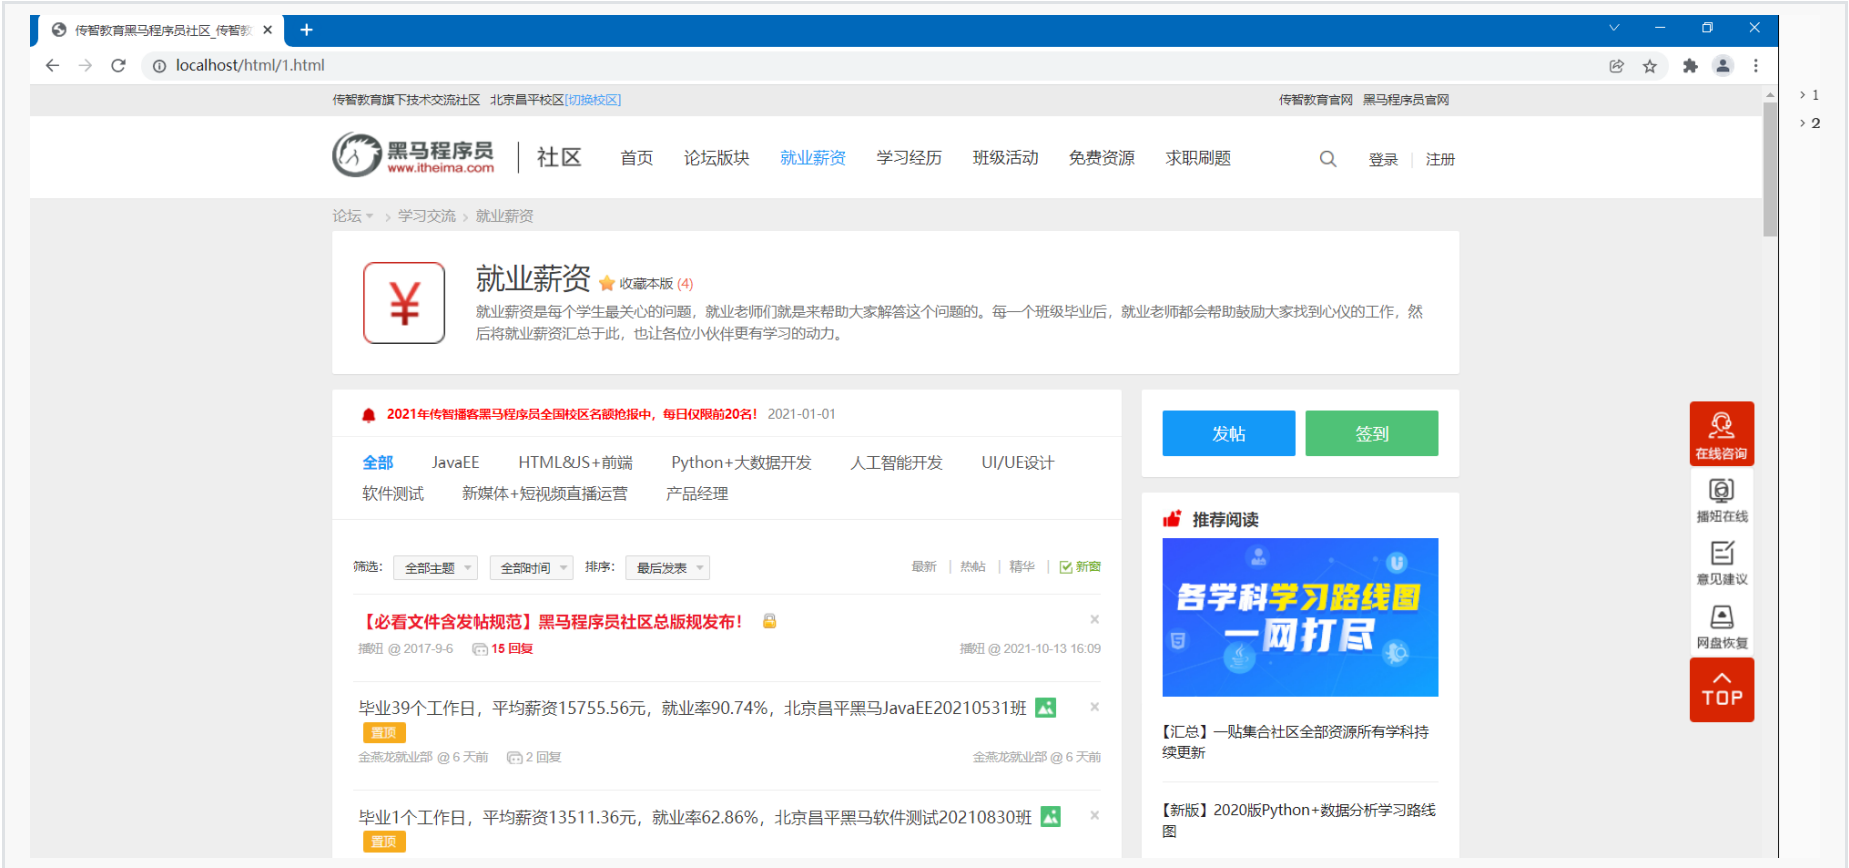 传智教育黑马程序员社区_传智教
localhost/html/1.html
1
2
传智教育旗下技术交流社区 北京昌平校区[切换校区] 传智教育官网 黑马程序员官网
黑马程序员
www.itheima.com
社区 首页 论坛版块 就业薪资 学习经历 班级活动 免费资源 求职刷题 登录 注册
论坛 > 学习交流 > 就业薪资
¥
就业薪资 收藏本版 (4)
就业薪资是每个学生最关心的问题，就业老师们就是来帮助大家解答这个问题的。每一个班级毕业后，就业老师都会帮助鼓励大家找到心仪的工作，然
后将就业薪资汇总于此，也让各位小伙伴更有学习的动力。
2021年传智播客黑马程序员全国校区名额抢报中，每日仅限前20名！ 2021-01-01
全部 JavaEE HTML&JS+前端 Python+大数据开发 人工智能开发 UI/UE设计
软件测试 新媒体+短视频直播运营 产品经理
筛选： 全部主题 全部时间 排序： 最后发表 最新 热帖 精华 新窗
【必看文件含发帖规范】黑马程序员社区总版规发布！
播妞 @ 2017-9-6 15 回复 播妞 @ 2021-10-13 16:09
毕业39个工作日，平均薪资15755.56元，就业率90.74%，北京昌平黑马JavaEE20210531班
置顶
金燕龙就业部 @ 6 天前 2 回复 金燕龙就业部 @ 6 天前
毕业1个工作日，平均薪资13511.36元，就业率62.86%，北京昌平黑马软件测试20210830班
置顶
发帖 签到
推荐阅读
各学科学习路线图
一网打尽
【汇总】一贴集合社区全部资源所有学科持
续更新
【新版】2020版Python+数据分析学习路线
图
在线咨询
播妞在线
意见建议
网盘恢复
TOP